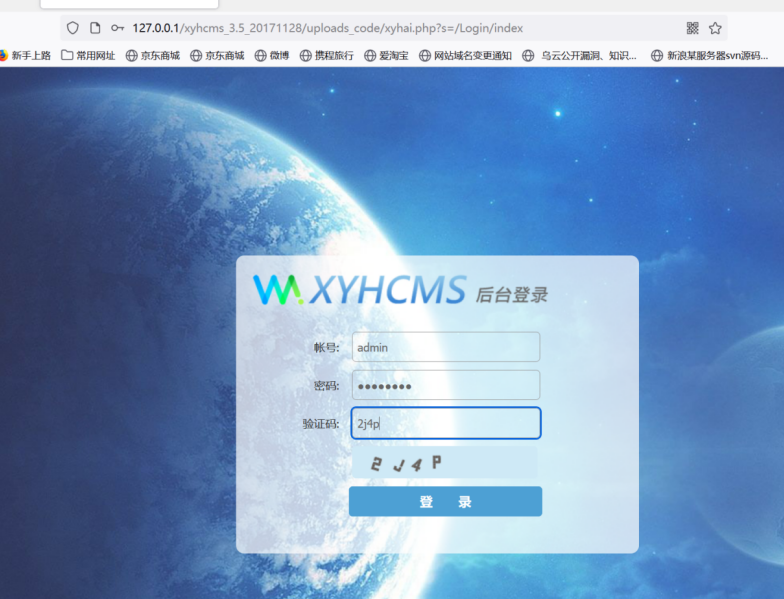 127.0.0.1/xyhcms_3.5_20171128/uploads_code/xyhai.php?s=/Login/index
新手上路 常用网址 京东商城 京东商城 微博 携程旅行 爱淘宝 网站域名变更通知 乌云公开漏洞、知识... 新浪某服务器svn源码...
XYHCMS 后台登录
帐号: admin
密码: ••••••••
验证码: 2j4p
2J4P
登 录